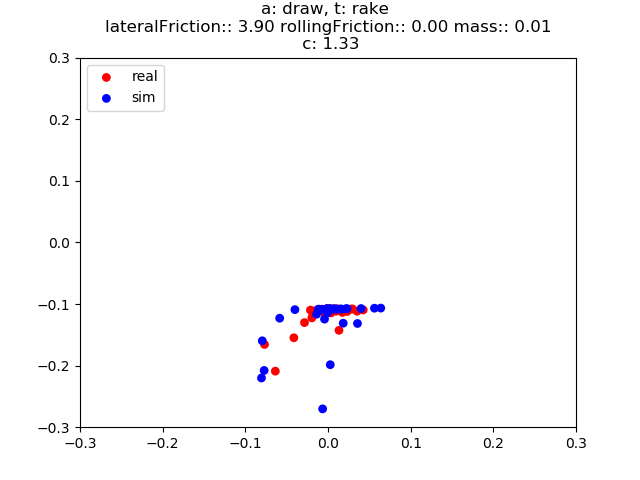 a: draw, t: rake
lateralFriction:: 3.90 rollingFriction:: 0.00 mass:: 0.01
c: 1.33
real
sim
0.3
0.2
0.1
0.0
−0.1
−0.2
−0.3
−0.3
−0.2
−0.1
0.0
0.1
0.2
0.3